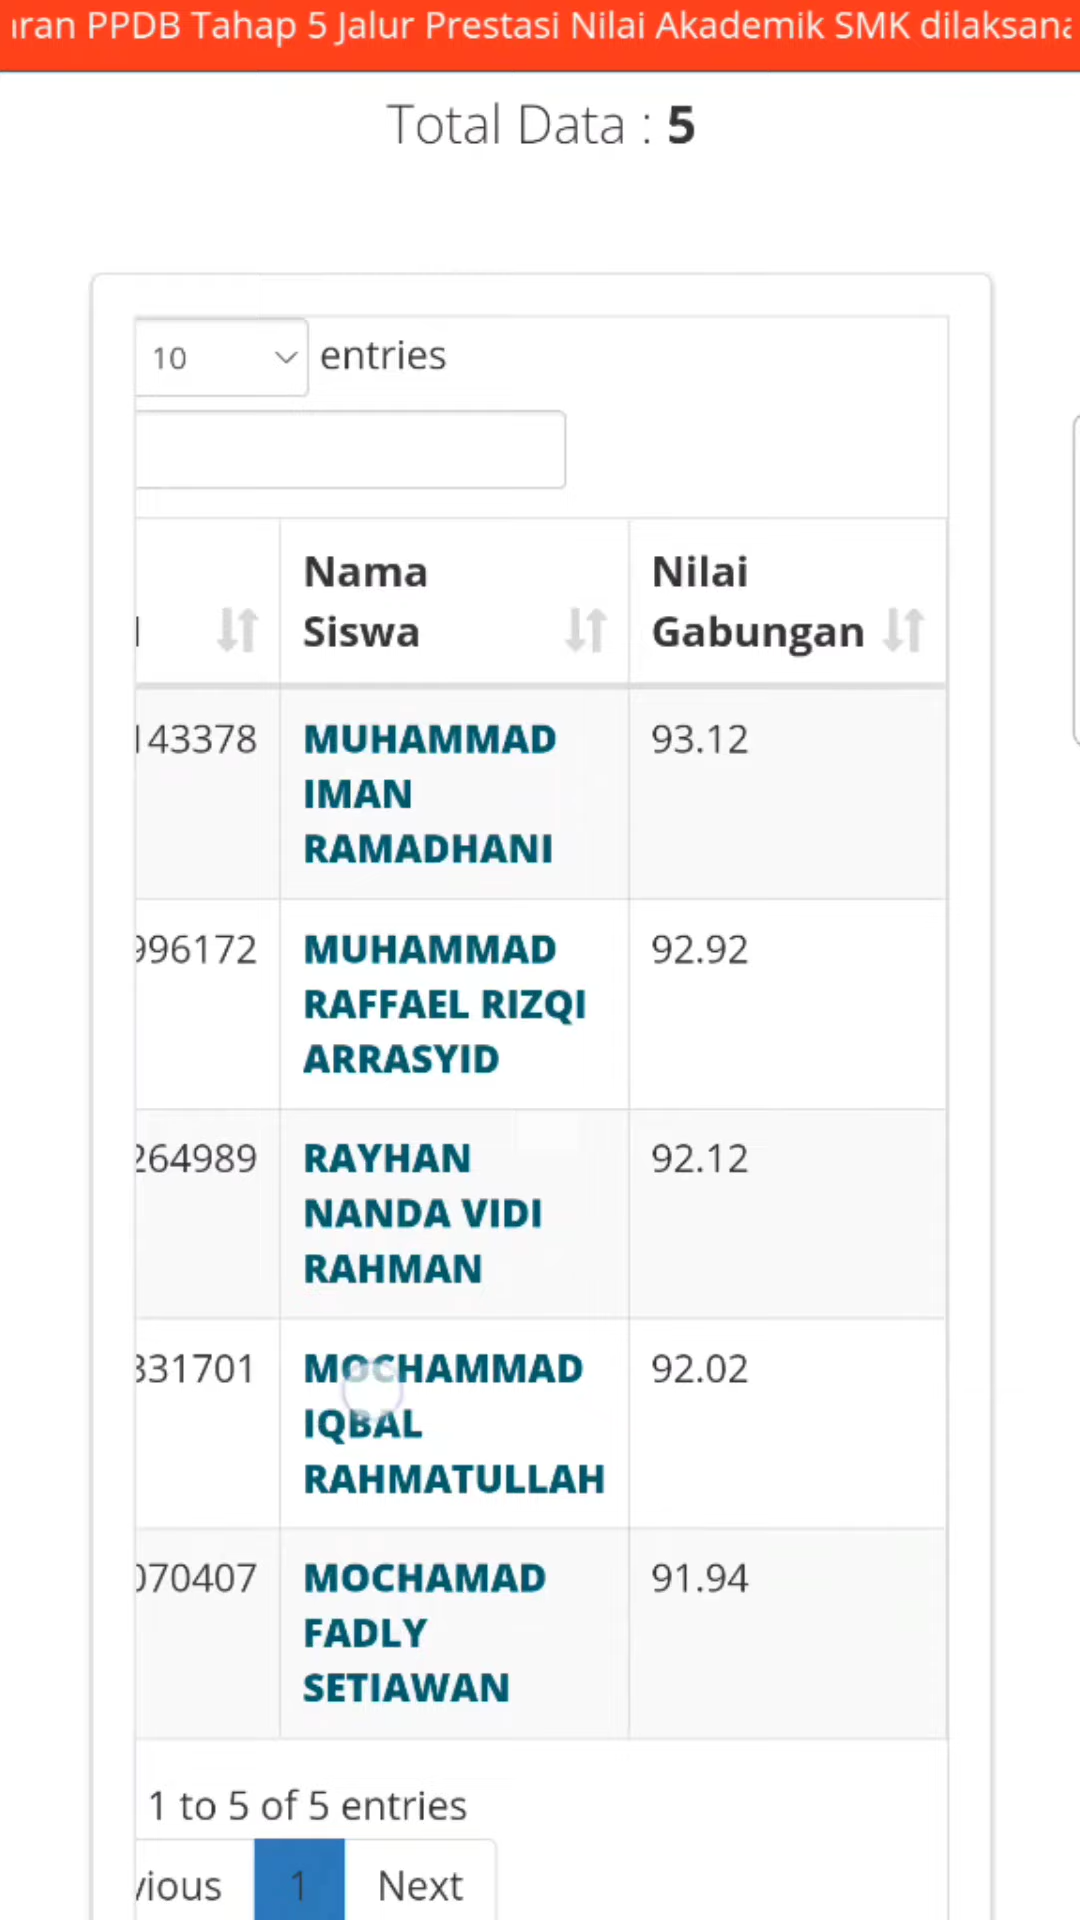 PPDB Tahap 5 Jalur Prestasi Nilai Akademik SMK
Total Data : 5
10 entries
Nama Siswa
Nilai Gabungan
143378 MUHAMMAD IMAN RAMADHANI 93.12
996172 MUHAMMAD RAFFAEL RIZQI ARRASYID 92.92
264989 RAYHAN NANDA VIDI RAHMAN 92.12
331701 MOCHAMMAD IQBAL RAHMATULLAH 92.02
070407 MOCHAMAD FADLY SETIAWAN 91.94
1 to 5 of 5 entries
vious 1 Next